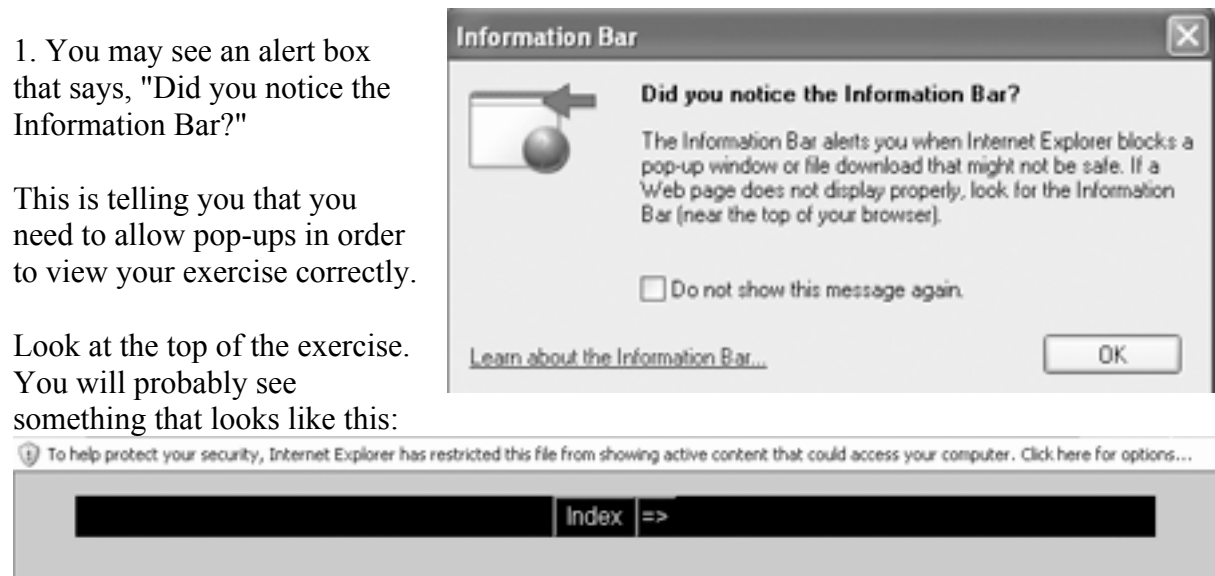 1. You may see an alert box
that says, "Did you notice the
Information Bar?"
This is telling you that you
need to allow pop-ups in order
to view your exercise correctly.
Look at the top of the exercise.
You will probably see
something that looks like this:
Information Bar
Did you notice the Information Bar?
The Information Bar alerts you when Internet Explorer blocks a
pop-up window or file download that might not be safe. If a
Web page does not display properly, look for the Information
Bar (near the top of your browser).
Do not show this message again.
Learn about the Information Bar...
OK
To help protect your security, Internet Explorer has restricted this file from showing active content that could access your computer. Click here for options...
Index =>